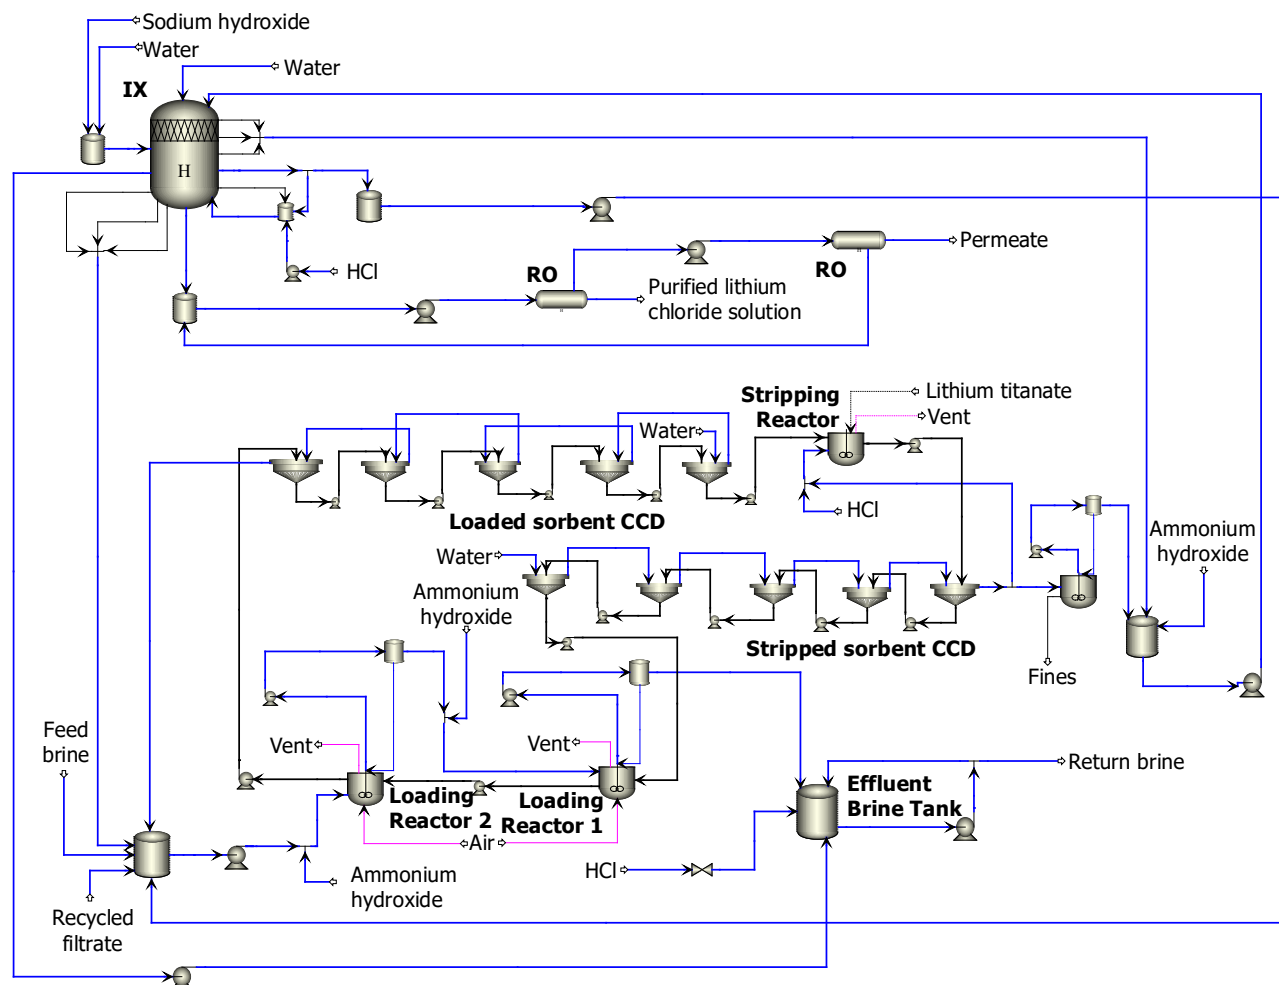 Sodium hydroxide
Water
Water
IX
H
HCl
RO
Permeate
RO
Purified lithium
chloride solution
Stripping
Reactor
Lithium titanate
Vent
Water
Loaded sorbent CCD
HCl
Ammonium
hydroxide
Water
Ammonium
hydroxide
Stripped sorbent CCD
Fines
Feed
brine
Vent
Vent
Loading
Reactor 2
Loading
Reactor 1
Air
Effluent
Brine Tank
Return brine
HCl
Ammonium
hydroxide
Recycled
filtrate